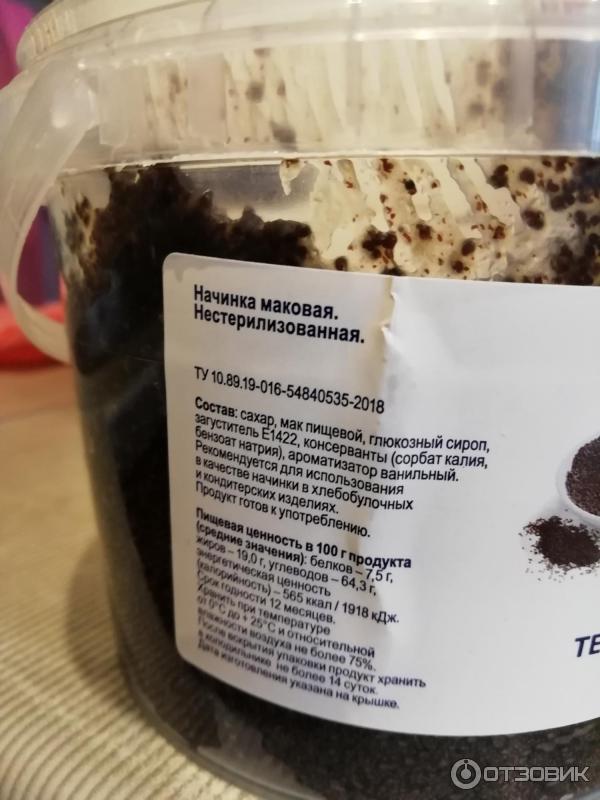 Начинка маковая.
Нестерилизованная.
ТУ 10.89.19-016-54840535-2018
Состав: сахар, мак пищевой, глюкозный сироп,
загуститель Е1422, консерванты (сорбат калия,
бензоат натрия), ароматизатор ванильный.
Рекомендуется для использования
в качестве начинки в хлебобулочных
и кондитерских изделиях.
Продукт готов к употреблению.
Пищевая ценность в 100 г продукта
(средние значения): белков – 7,5 г,
жиров – 19,0 г, углеводов – 64,3 г,
энергетическая ценность
(калорийность) – 565 ккал / 1918 кДж.
Срок годности 12 месяцев.
Хранить при температуре
от 0°С до + 25°С и относительной
влажности воздуха не более 75%.
После вскрытия упаковки продукт хранить
в холодильнике не более 14 суток.
Дата изготовления указана на крышке.
ТЕ
ОТЗОВИК